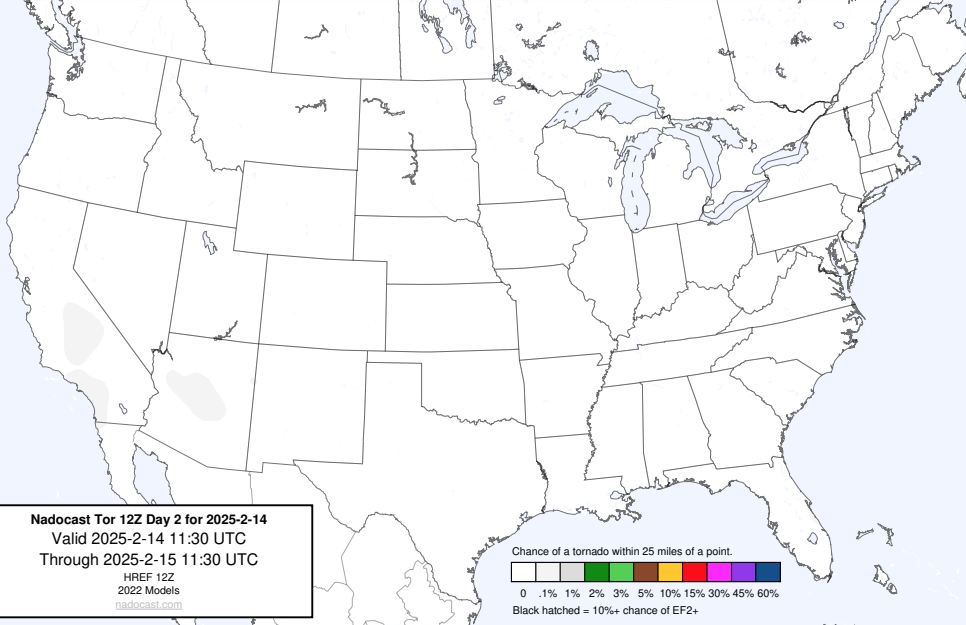 Nadocast Tor 12Z Day 2 for 2025-2-14
Valid 2025-2-14 11:30 UTC
Through 2025-2-15 11:30 UTC
HREF 12Z
2022 Models
nadocast.com
Chance of a tornado within 25 miles of a point.
0 .1% 1% 2% 3% 5% 10% 15% 30% 45% 60%
Black hatched = 10%+ chance of EF2+